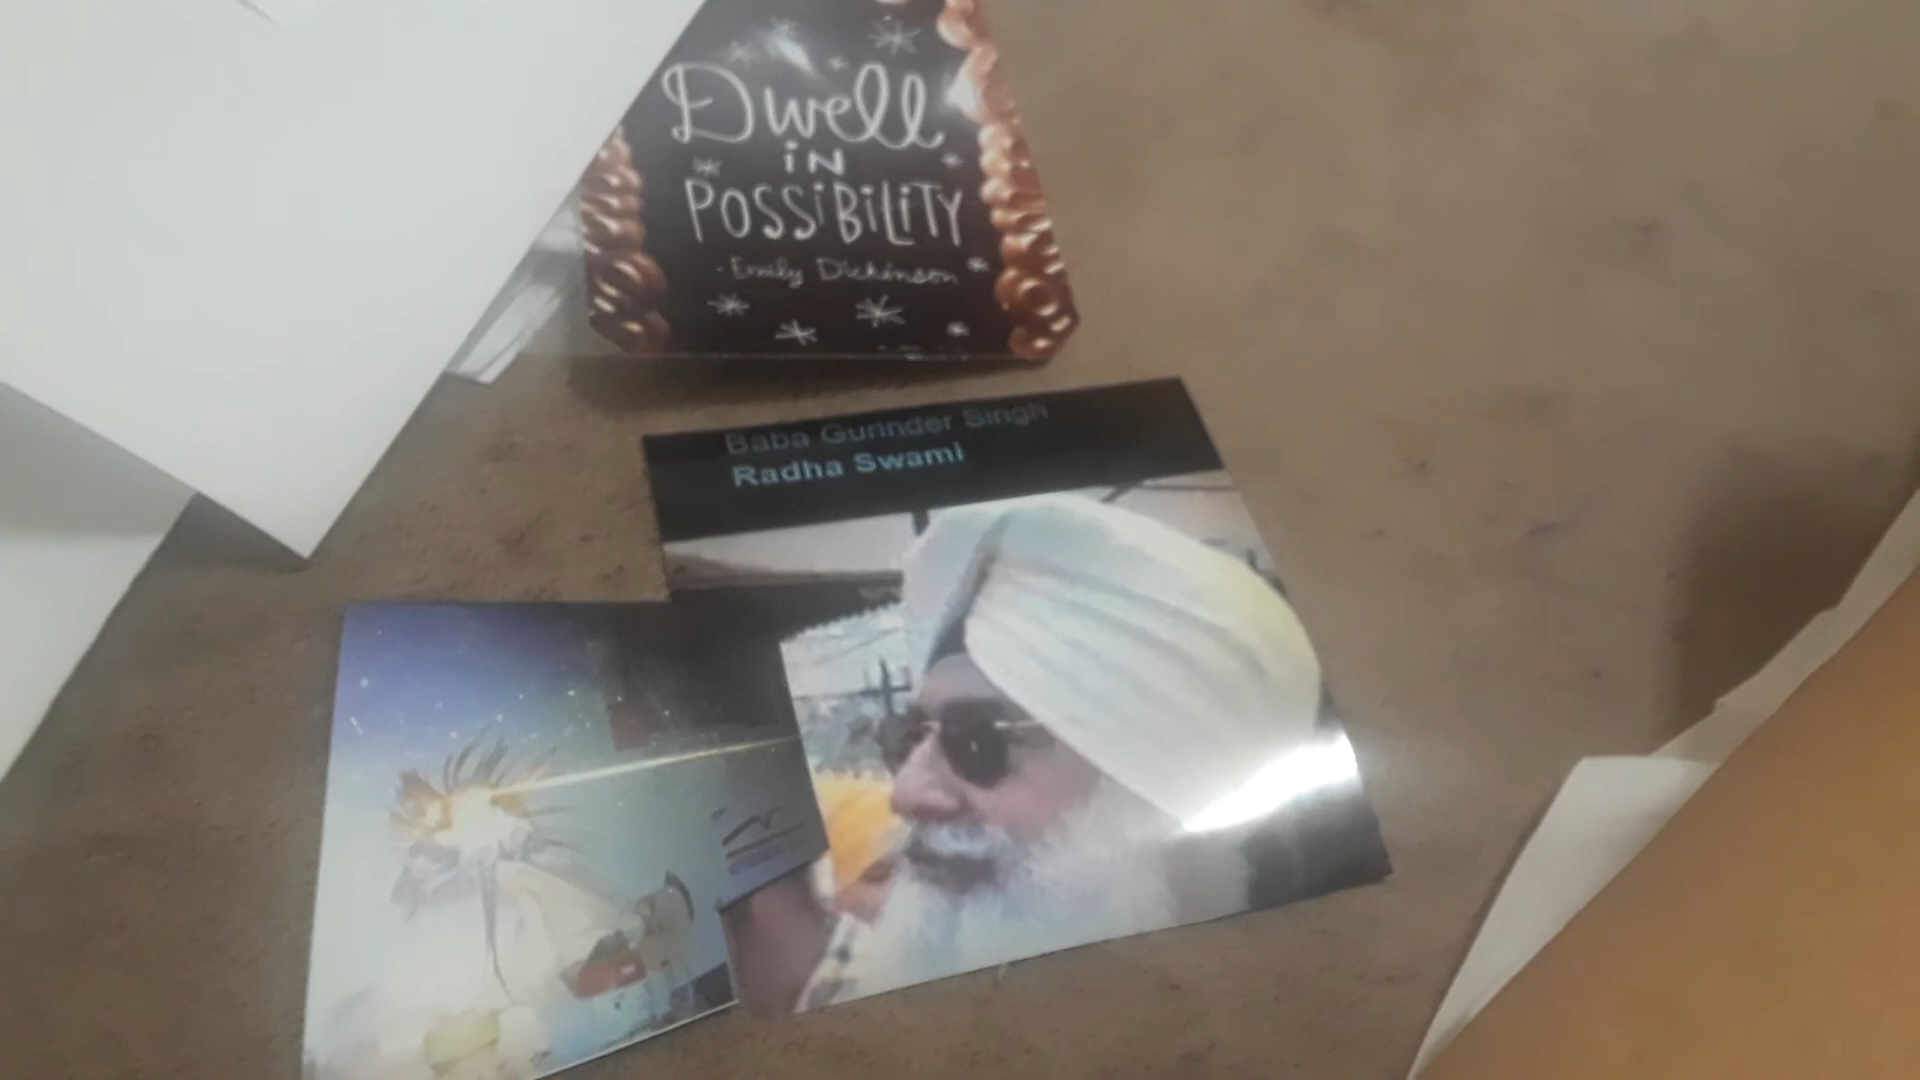 Dwell
iN
POSSiBiLiTY
- Emily Dickinson
Baba Gurinder Singh
Radha Swami